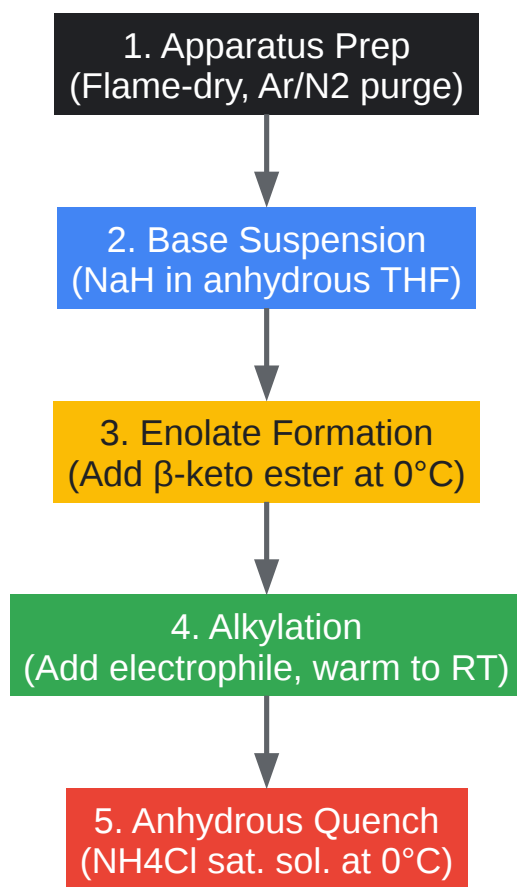 1. Apparatus Prep
(Flame-dry, Ar/N2 purge)
2. Base Suspension
(NaH in anhydrous THF)
3. Enolate Formation
(Add β-keto ester at 0°C)
4. Alkylation
(Add electrophile, warm to RT)
5. Anhydrous Quench
(NH4Cl sat. sol. at 0°C)